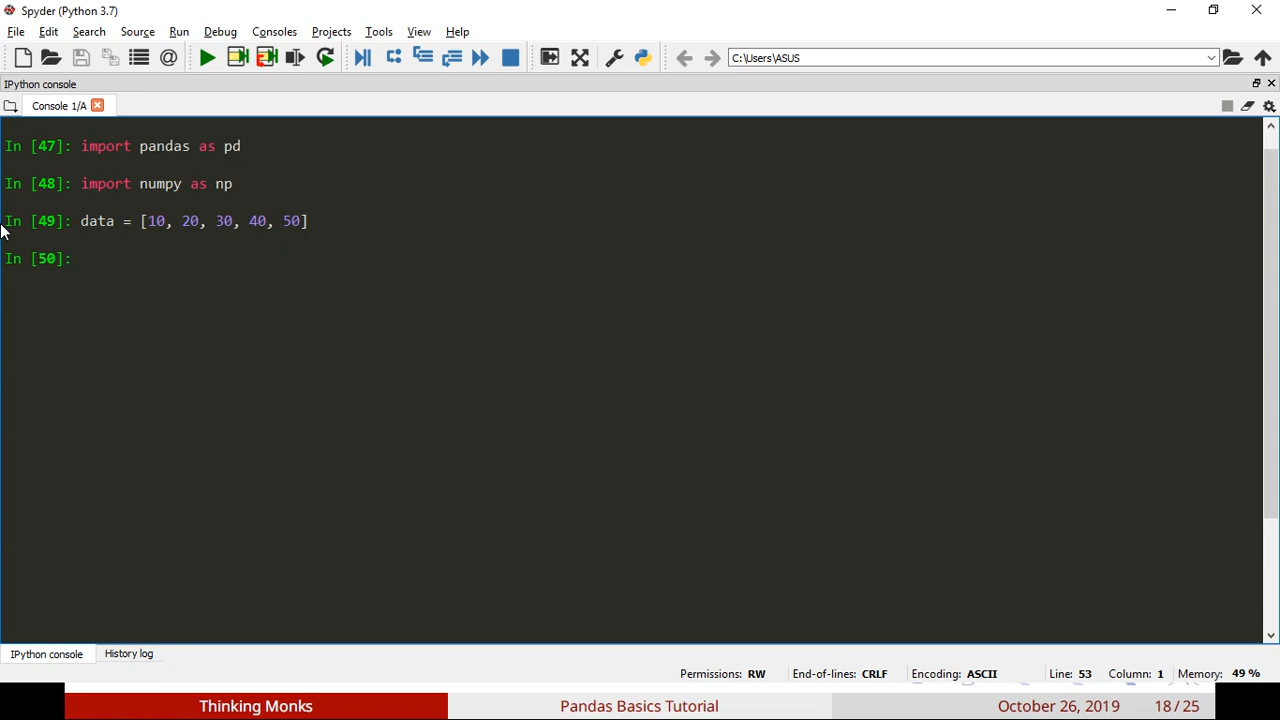 Spyder (Python 3.7)
File Edit Search Source Run Debug Consoles Projects Tools View Help
C:\Users\ASUS
IPython console
Console 1/A
In [47]: import pandas as pd
In [48]: import numpy as np
In [49]: data = [10, 20, 30, 40, 50]
In [50]:
IPython console History log
Permissions: RW End-of-lines: CRLF Encoding: ASCII Line: 53 Column: 1 Memory: 49 %
Thinking Monks Pandas Basics Tutorial October 26, 2019 18 / 25